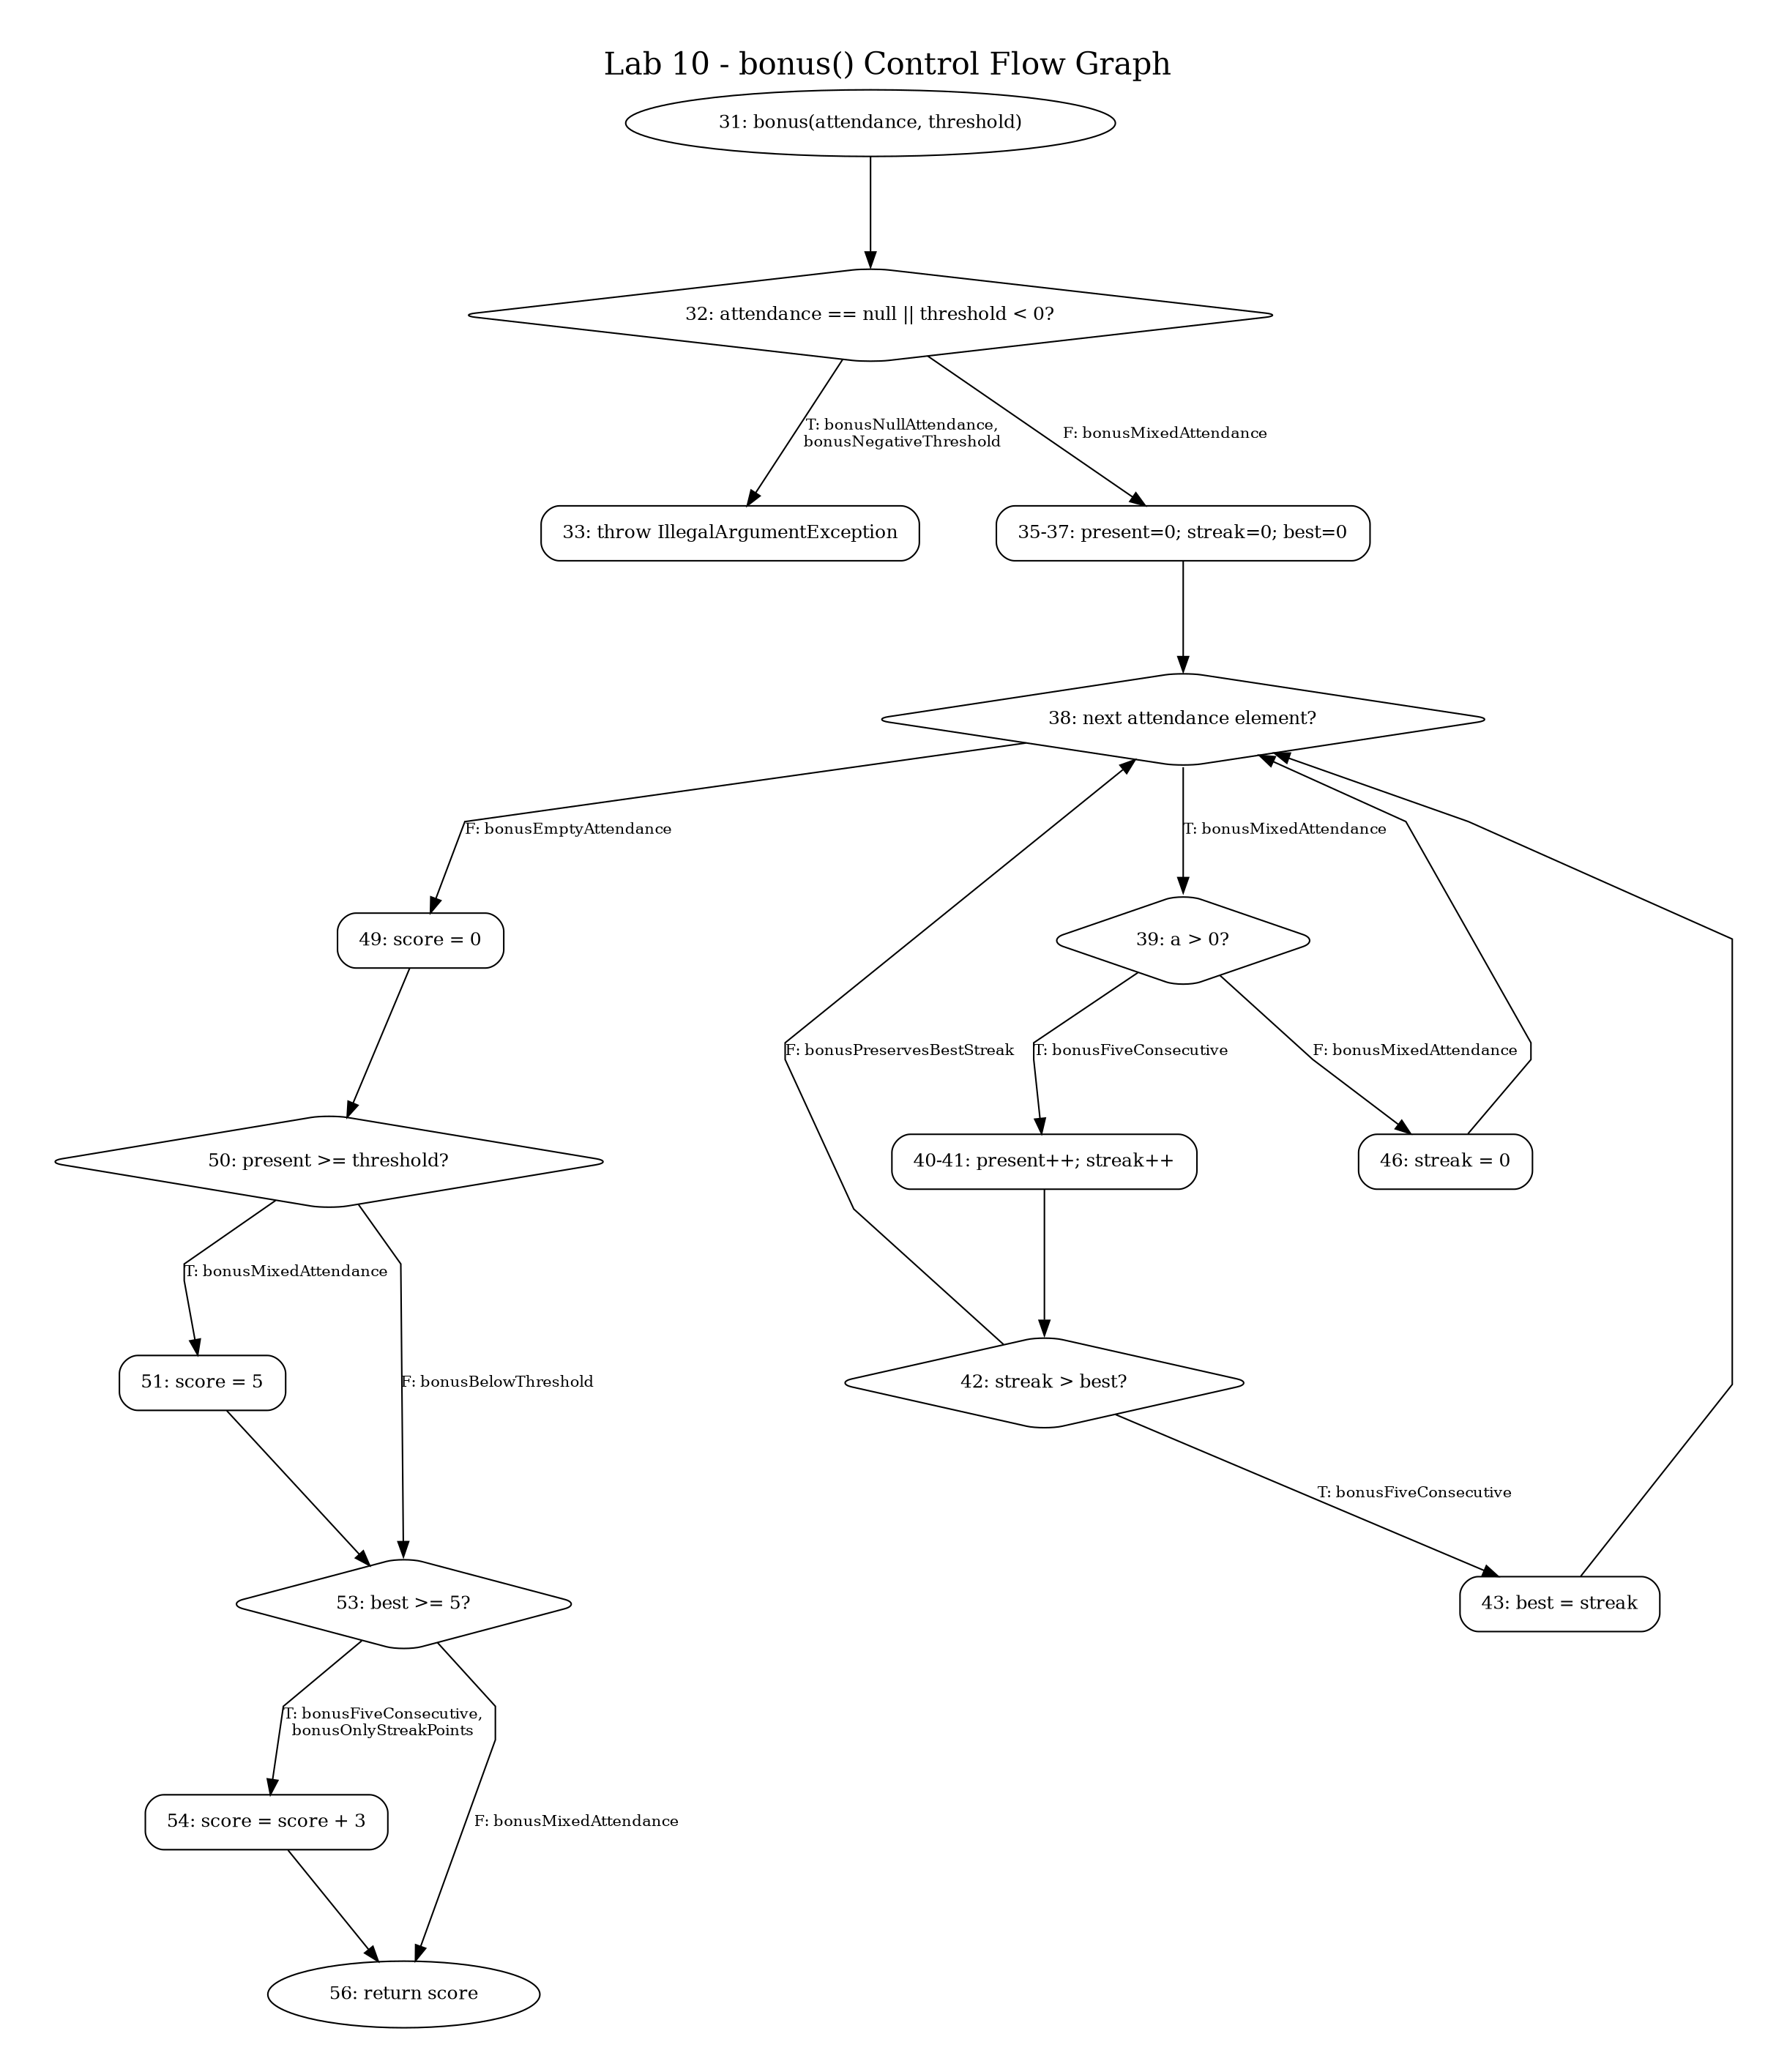 Lab 10 - bonus() Control Flow Graph
31: bonus(attendance, threshold)
32: attendance == null || threshold < 0?
T: bonusNullAttendance,
bonusNegativeThreshold
F: bonusMixedAttendance
33: throw IllegalArgumentException
35-37: present=0; streak=0; best=0
38: next attendance element?
F: bonusEmptyAttendance
T: bonusMixedAttendance
49: score = 0
39: a > 0?
F: bonusPreservesBestStreak
T: bonusFiveConsecutive
F: bonusMixedAttendance
50: present >= threshold?
40-41: present++; streak++
46: streak = 0
T: bonusMixedAttendance
51: score = 5
F: bonusBelowThreshold
42: streak > best?
T: bonusFiveConsecutive
53: best >= 5?
43: best = streak
T: bonusFiveConsecutive,
bonusOnlyStreakPoints
54: score = score + 3
F: bonusMixedAttendance
56: return score